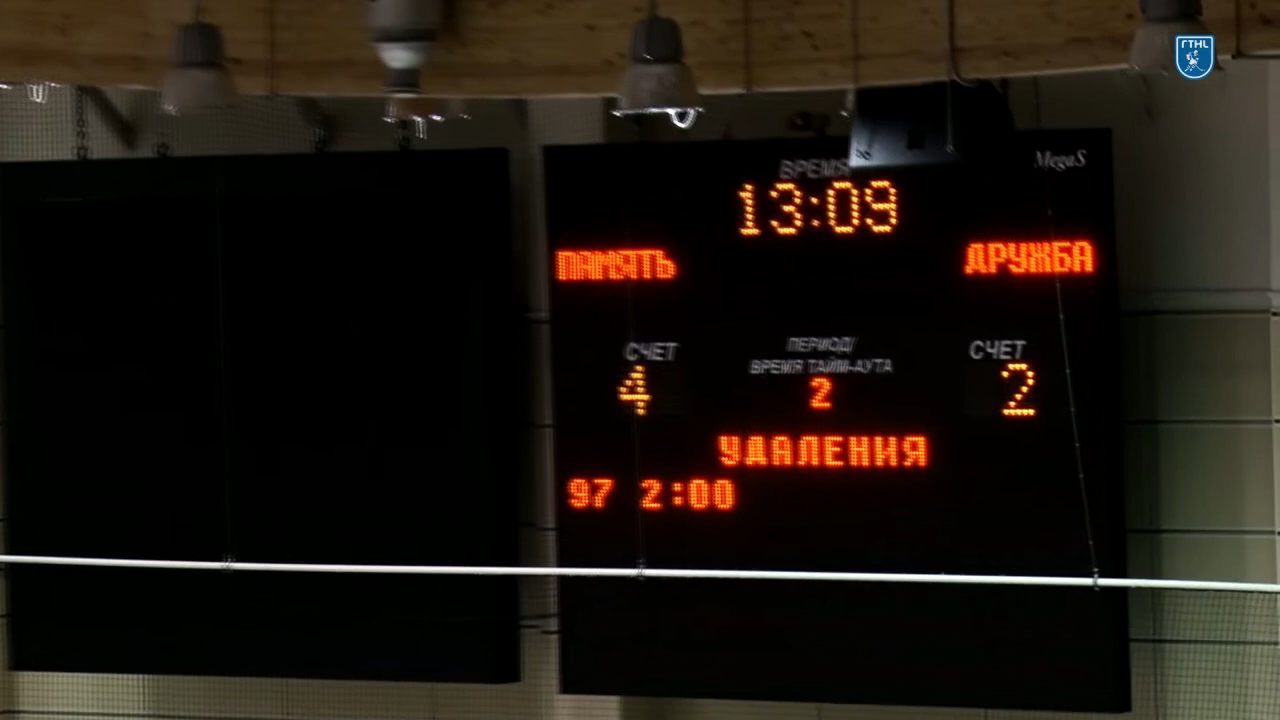 ГТНL
ВРЕМЯ
MegaS
13:09
ПАМЯТЬ
ДРУЖБА
СЧЕТ
ПЕРИОД/
ВРЕМЯ ТАЙМ-АУТА
СЧЕТ
4
2
2
УДАЛЕНИЯ
97 2:00